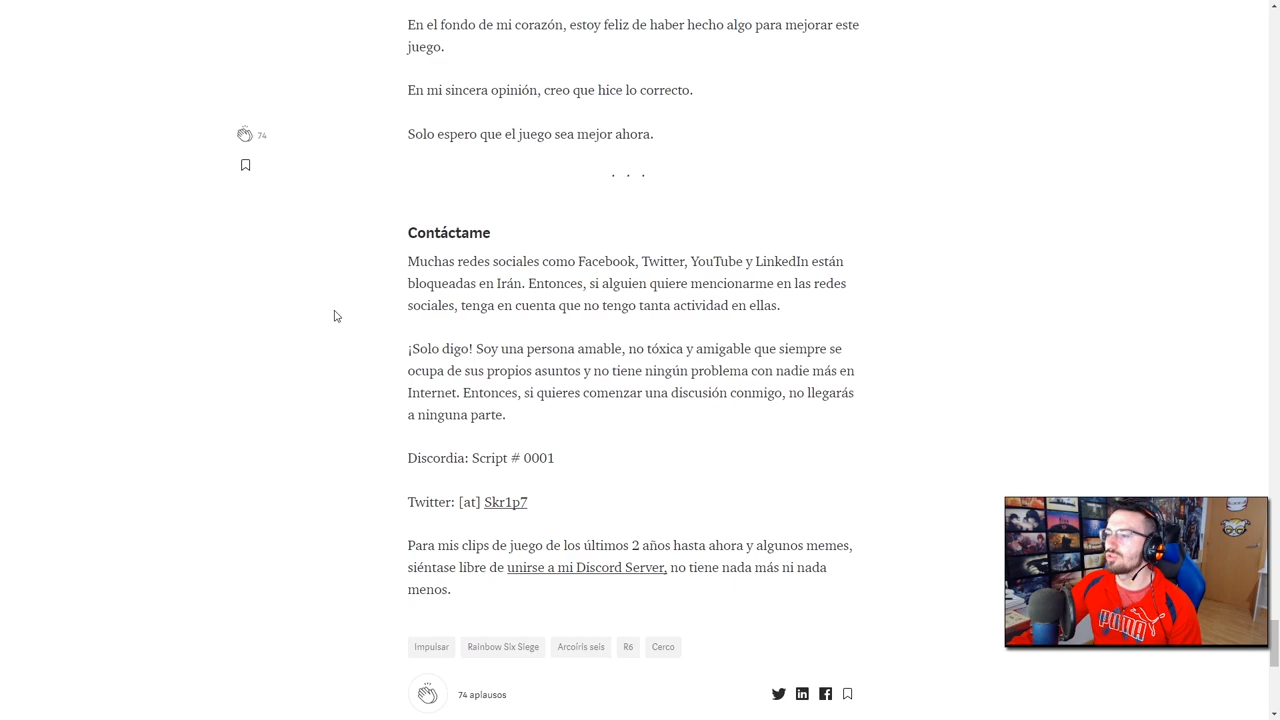 En el fondo de mi corazón, estoy feliz de haber hecho algo para mejorar este
juego.
En mi sincera opinión, creo que hice lo correcto.
74
Solo espero que el juego sea mejor ahora.
. . .
Contáctame
Muchas redes sociales como Facebook, Twitter, YouTube y LinkedIn están
bloqueadas en Irán. Entonces, si alguien quiere mencionarme en las redes
sociales, tenga en cuenta que no tengo tanta actividad en ellas.
¡Solo digo! Soy una persona amable, no tóxica y amigable que siempre se
ocupa de sus propios asuntos y no tiene ningún problema con nadie más en
Internet. Entonces, si quieres comenzar una discusión conmigo, no llegarás
a ninguna parte.
Discordia: Script # 0001
Twitter: [at] Skr1p7
Para mis clips de juego de los últimos 2 años hasta ahora y algunos memes,
siéntase libre de unirse a mi Discord Server, no tiene nada más ni nada
menos.
Impulsar Rainbow Six Siege Arcoíris seis R6 Cerco
74 aplausos
PUMA